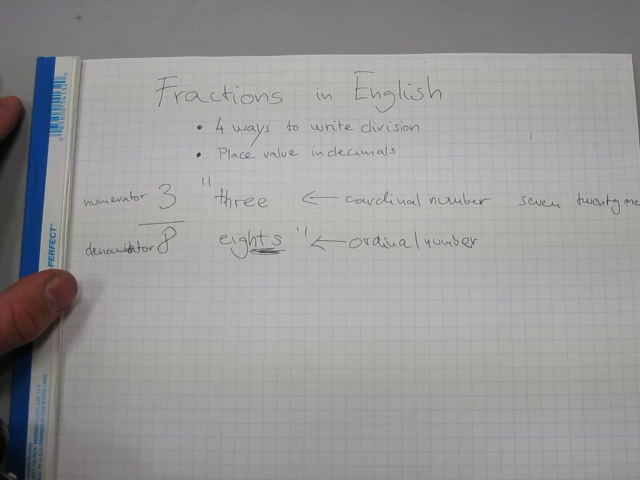 Fractions in English
• 4 ways to write division
• Place value in decimals
numerator 3 "three ← cardinal number seven twenty one
denominator 8 eights" ← ordinal number
PERFECT